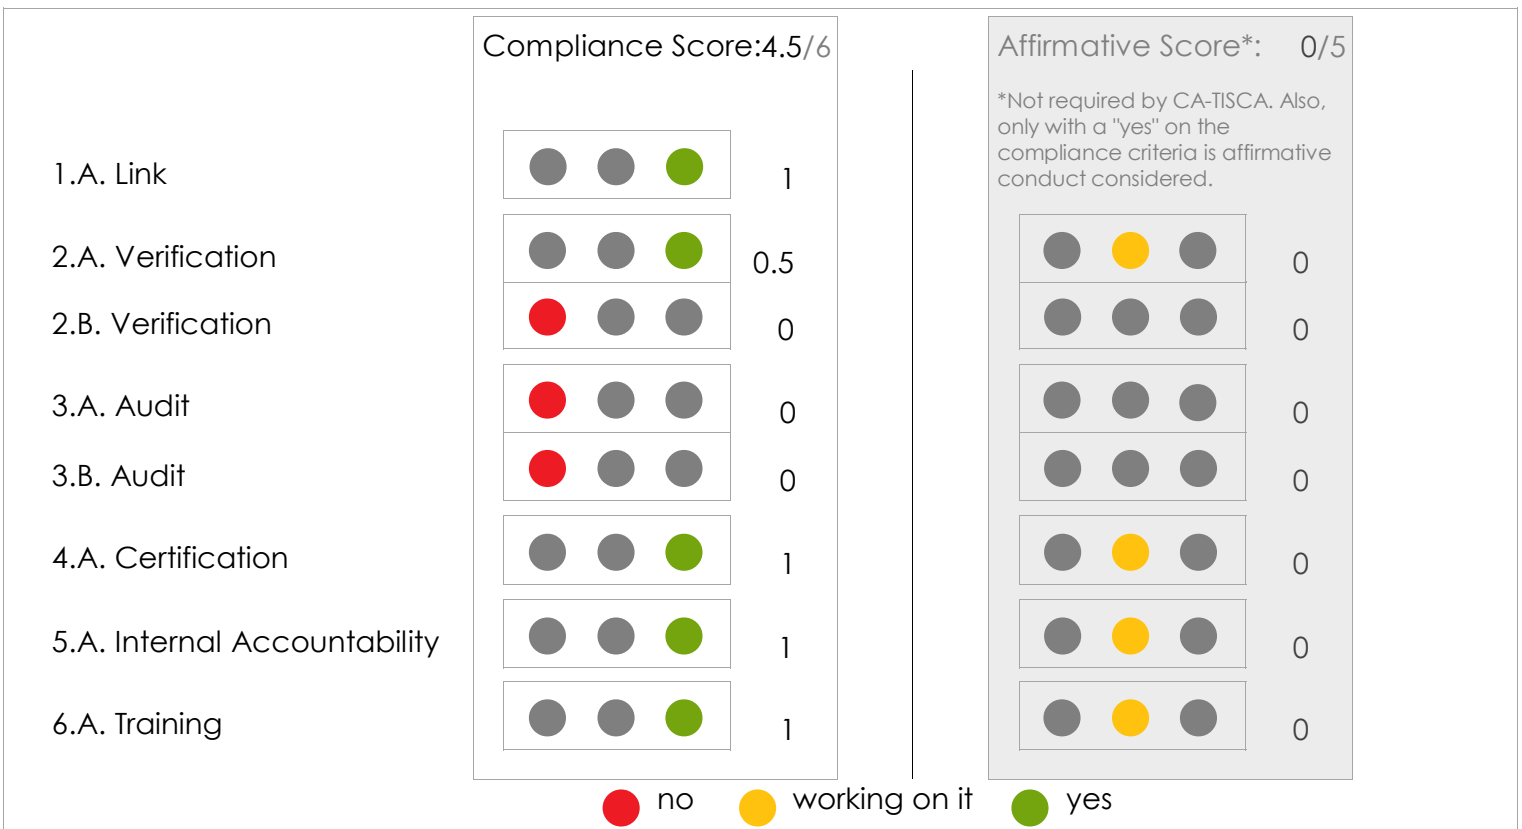 Compliance Score:4.5/6
Affirmative Score*: 0/5
*Not required by CA-TISCA. Also,
only with a "yes" on the
compliance criteria is affirmative
conduct considered.
1.A. Link 1
2.A. Verification 0.5 0
2.B. Verification 0 0
3.A. Audit 0 0
3.B. Audit 0 0
4.A. Certification 1 0
5.A. Internal Accountability 1 0
6.A. Training 1 0
no working on it yes